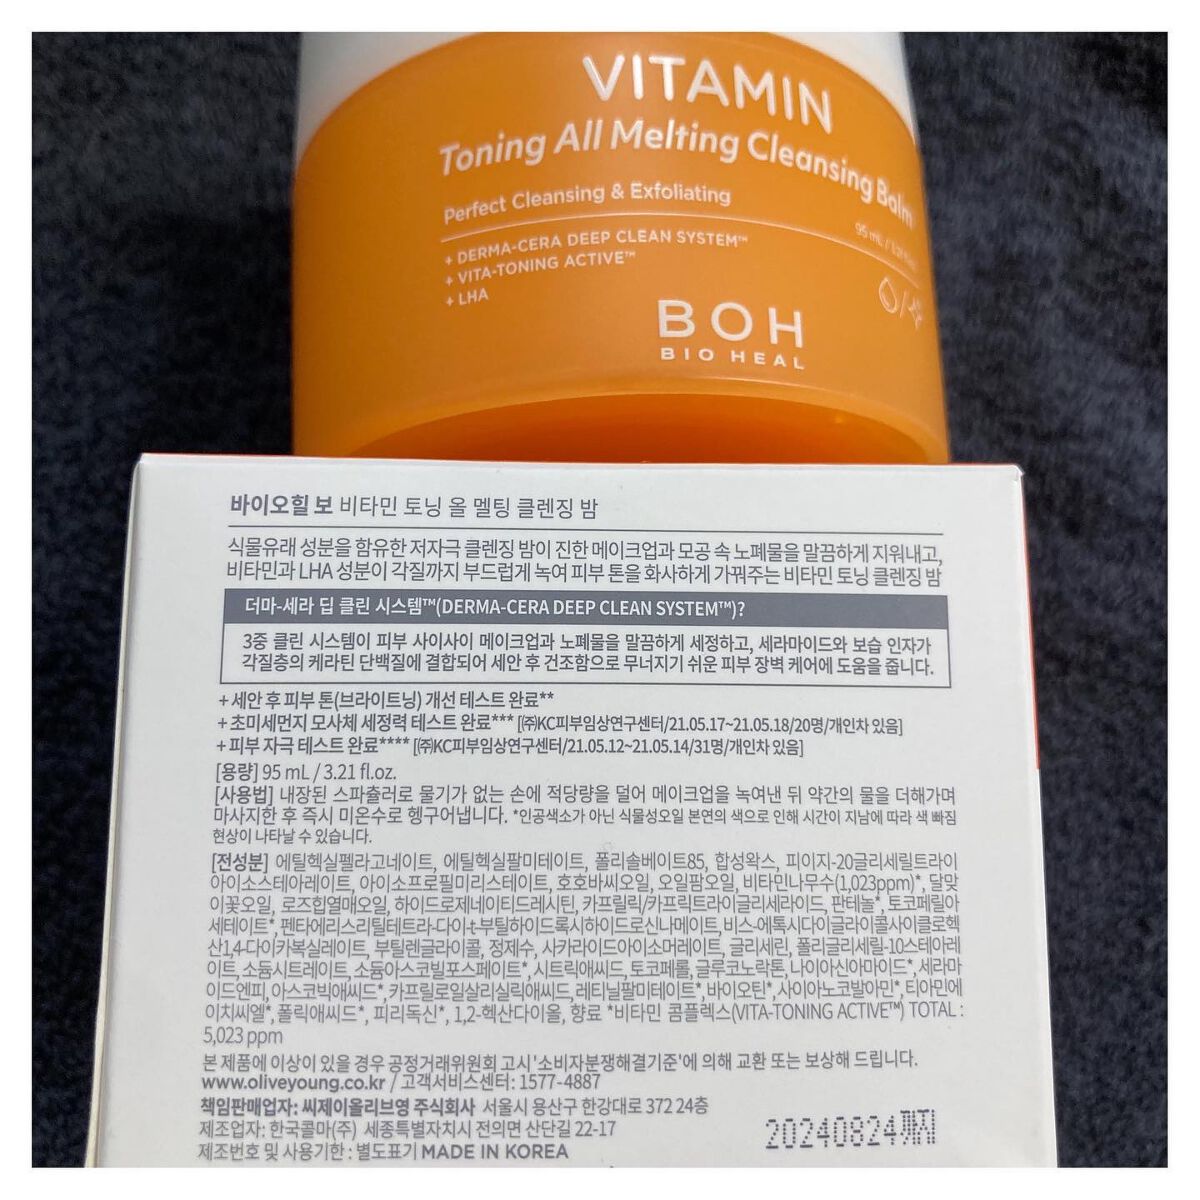 VITAMIN
Toning All Melting Cleansing Balm
Perfect Cleansing & Exfoliating
95 mL / 3.21 fl.oz.
+ DERMA-CERA DEEP CLEAN SYSTEM™
+ VITA-TONING ACTIVE™
+ LHA
BOH
BIO HEAL
바이오힐 보 비타민 토닝 올 멜팅 클렌징 밤
식물유래 성분을 함유한 저자극 클렌징 밤이 진한 메이크업과 모공 속 노폐물을 말끔하게 지워내고,
비타민과 LHA 성분이 각질까지 부드럽게 녹여 피부 톤을 화사하게 가꿔주는 비타민 토닝 클렌징 밤
더마-세라 딥 클린 시스템™(DERMA-CERA DEEP CLEAN SYSTEM™)?
3중 클린 시스템이 피부 사이사이 메이크업과 노폐물을 말끔하게 세정하고, 세라마이드와 보습 인자가
각질층의 케라틴 단백질에 결합되어 세안 후 건조함으로 무너지기 쉬운 피부 장벽 케어에 도움을 줍니다.
+ 세안 후 피부 톤(브라이트닝) 개선 테스트 완료**
+ 초미세먼지 모사체 세정력 테스트 완료*** [㈜KC피부임상연구센터/21.05.17~21.05.18/20명/개인차 있음]
+ 피부 자극 테스트 완료**** [㈜KC피부임상연구센터/21.05.12~21.05.14/31명/개인차 있음]
[용량] 95 mL / 3.21 fl.oz.
[사용법] 내장된 스파츌러로 물기가 없는 손에 적당량을 덜어 메이크업을 녹여낸 뒤 약간의 물을 더해가며
마사지한 후 즉시 미온수로 헹구어냅니다. *인공색소가 아닌 식물성오일 본연의 색으로 인해 시간이 지남에 따라 색 빠짐
현상이 나타날 수 있습니다.
[전성분] 에틸헥실펠라고네이트, 에틸헥실팔미테이트, 폴리솔베이트85, 합성왁스, 피이지-20글리세릴트라이
아이소스테아레이트, 아이소프로필미리스테이트, 호호바씨오일, 오일팜오일, 비타민나무수(1,023ppm)*, 달맞
이꽃오일, 로즈힙열매오일, 하이드로제네이티드레시틴, 카프릴릭/카프릭트라이글리세라이드, 판테놀*, 토코페릴아
세테이트*, 펜타에리스리틸테트라-다이-t-부틸하이드록시하이드로신나메이트, 비스-에톡시다이글라이콜사이클로헥
산1,4-다이카복실레이트, 부틸렌글라이콜, 정제수, 사카라이드아이소머레이트, 글리세린, 폴리글리세릴-10스테아레
이트, 소듐시트레이트, 소듐아스코빌포스페이트*, 시트릭애씨드, 토코페롤, 글루코노락톤, 나이아신아마이드*, 세라마
이드엔피, 아스코빅애씨드*, 카프릴로일살리실릭애씨드, 레티닐팔미테이트*, 바이오틴*, 사이아노코발아민*, 티아민에
이치씨엘*, 폴릭애씨드*, 피리독신*, 1,2-헥산다이올, 향료 *비타민 콤플렉스(VITA-TONING ACTIVE™) TOTAL :
5,023 ppm
본 제품에 이상이 있을 경우 공정거래위원회 고시 '소비자분쟁해결기준'에 의해 교환 또는 보상해 드립니다.
www.oliveyoung.co.kr / 고객서비스센터: 1577-4887
책임판매업자: 씨제이올리브영 주식회사 서울시 용산구 한강대로 372 24층
제조업자: 한국콜마(주) 세종특별자치시 전의면 산단길 22-17
제조번호 및 사용기한 : 별도표기 MADE IN KOREA
20240824까지